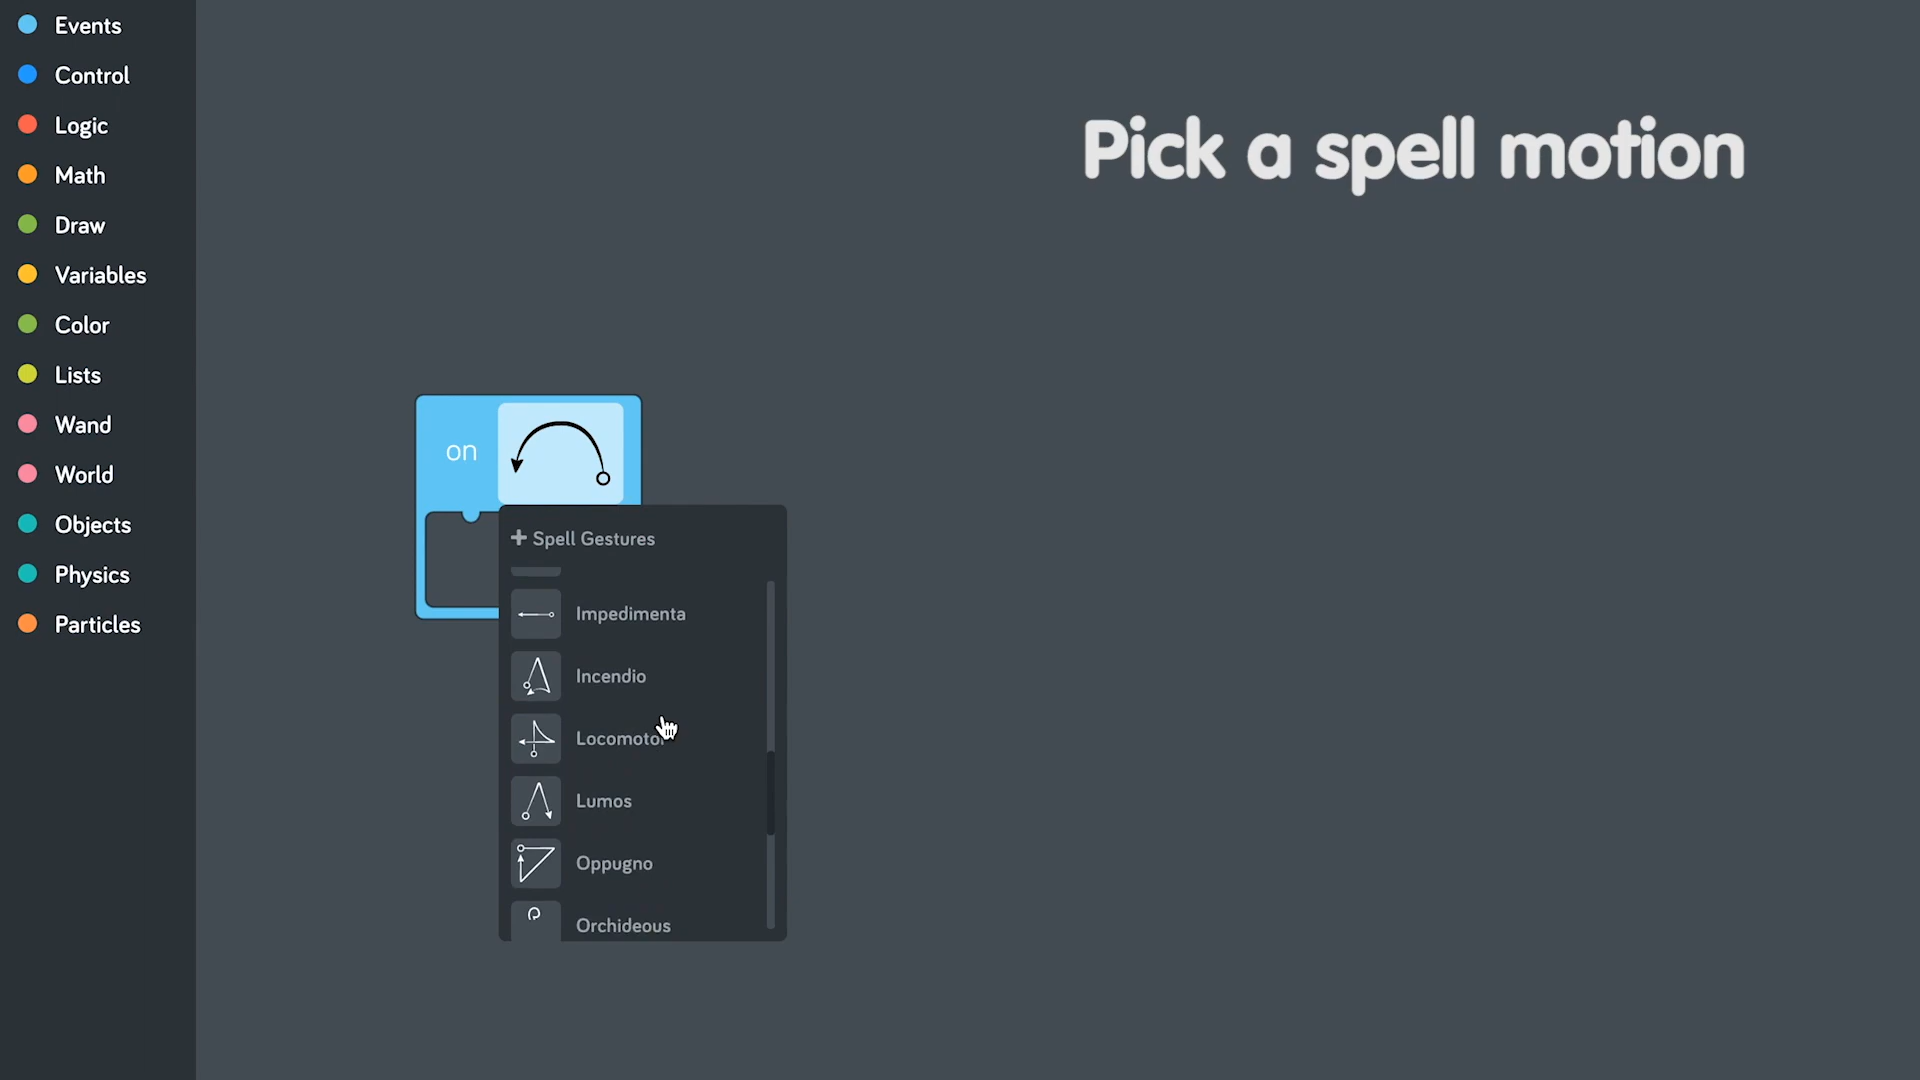 Events
Control
Logic
Math
Draw
Variables
Color
Lists
Wand
World
Objects
Physics
Particles
Pick a spell motion
on
+ Spell Gestures
Impedimenta
Incendio
Locomotor
Lumos
Oppugno
Orchideous